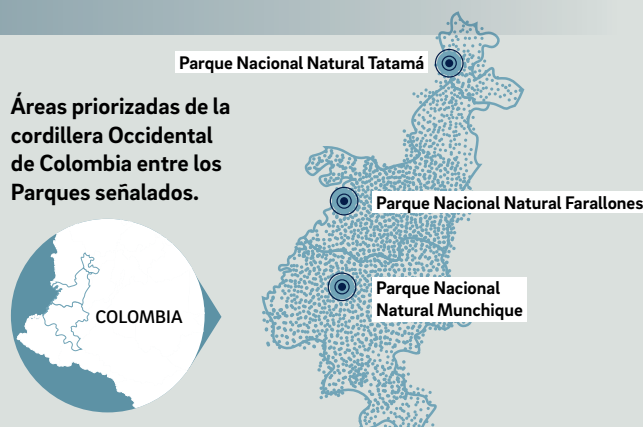 Parque Nacional Natural Tatamá
Áreas priorizadas de la
cordillera Occidental
de Colombia entre los
Parques señalados.
Parque Nacional Natural Farallones
Parque Nacional
Natural Munchique
COLOMBIA